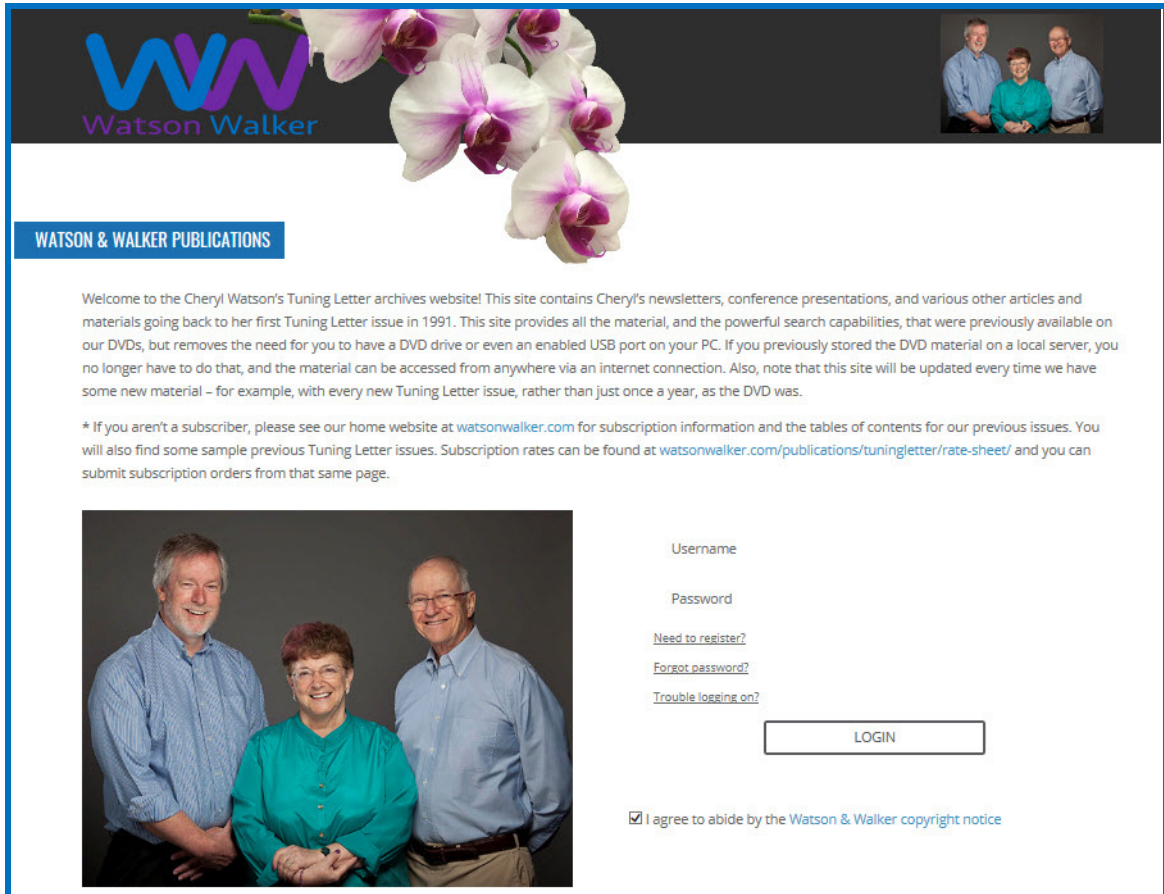 Watson Walker
WATSON & WALKER PUBLICATIONS
Welcome to the Cheryl Watson's Tuning Letter archives website! This site contains Cheryl's newsletters, conference presentations, and various other articles and
materials going back to her first Tuning Letter issue in 1991. This site provides all the material, and the powerful search capabilities, that were previously available on
our DVDs, but removes the need for you to have a DVD drive or even an enabled USB port on your PC. If you previously stored the DVD material on a local server, you
no longer have to do that, and the material can be accessed from anywhere via an internet connection. Also, note that this site will be updated every time we have
some new material – for example, with every new Tuning Letter issue, rather than just once a year, as the DVD was.
* If you aren't a subscriber, please see our home website at watsonwalker.com for subscription information and the tables of contents for our previous issues. You
will also find some sample previous Tuning Letter issues. Subscription rates can be found at watsonwalker.com/publications/tuningletter/rate-sheet/ and you can
submit subscription orders from that same page.
Username
Password
Need to register?
Forgot password?
Trouble logging on?
LOGIN
I agree to abide by the Watson & Walker copyright notice